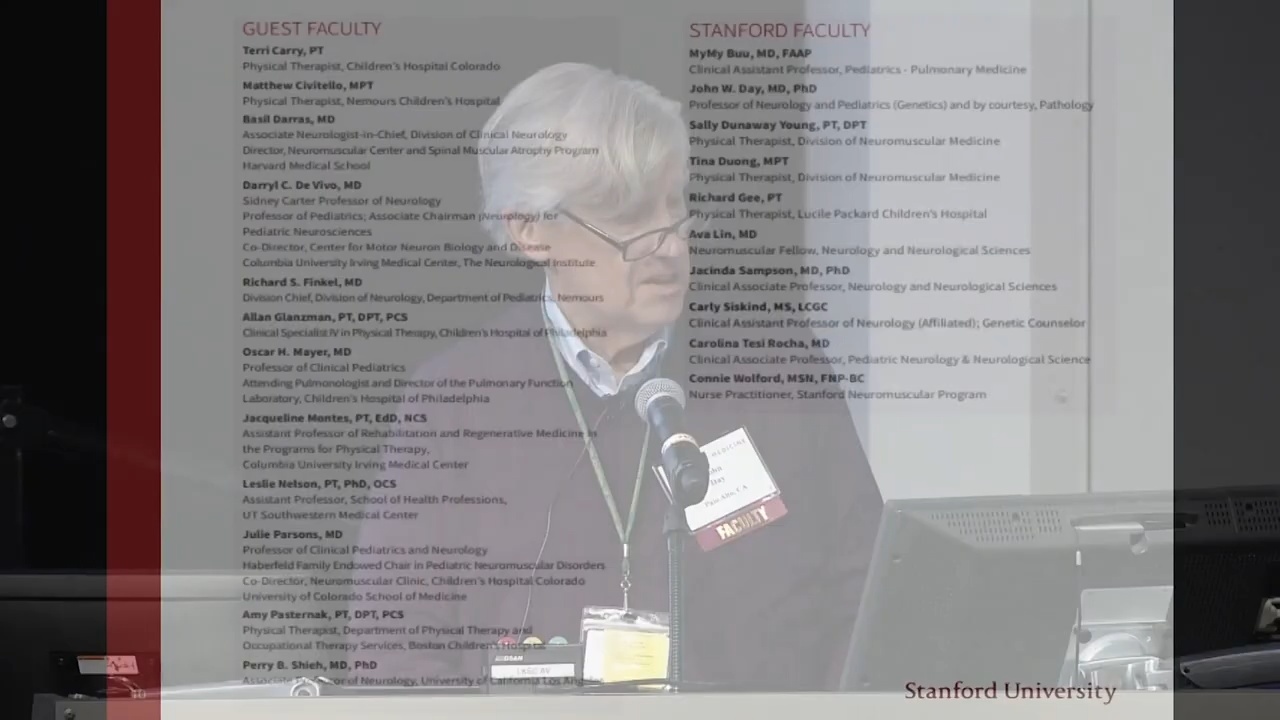 GUEST FACULTY
Terri Carry, PT
Physical Therapist, Children's Hospital Colorado
Matthew Civitello, MPT
Physical Therapist, Nemours Children's Hospital
Basil Darras, MD
Associate Neurologist-in-Chief, Division of Clinical Neurology
Director, Neuromuscular Center and Spinal Muscular Atrophy Program
Harvard Medical School
Darryl C. De Vivo, MD
Sidney Carter Professor of Neurology
Professor of Pediatrics; Associate Chairman (Neurology) for
Pediatric Neurosciences
Co-Director, Center for Motor Neuron Biology and Disease
Columbia University Irving Medical Center, The Neurological Institute
Richard S. Finkel, MD
Division Chief, Division of Neurology, Department of Pediatrics, Nemours
Allan Glanzman, PT, DPT, PCS
Clinical Specialist IV in Physical Therapy, Children's Hospital of Philadelphia
Oscar H. Mayer, MD
Professor of Clinical Pediatrics
Attending Pulmonologist and Director of the Pulmonary Function
Laboratory, Children's Hospital of Philadelphia
Jacqueline Montes, PT, EdD, NCS
Assistant Professor of Rehabilitation and Regenerative Medicine in
the Programs for Physical Therapy,
Columbia University Irving Medical Center
Leslie Nelson, PT, PhD, OCS
Assistant Professor, School of Health Professions,
UT Southwestern Medical Center
Julie Parsons, MD
Professor of Clinical Pediatrics and Neurology
Haberfeld Family Endowed Chair in Pediatric Neuromuscular Disorders
Co-Director, Neuromuscular Clinic, Children's Hospital Colorado
University of Colorado School of Medicine
Amy Pasternak, PT, DPT, PCS
Physical Therapist, Department of Physical Therapy and
Occupational Therapy Services, Boston Children's Hospital
Perry B. Shieh, MD, PhD
Associate Professor of Neurology, University of California Los
STANFORD FACULTY
MyMy Buu, MD, FAAP
Clinical Assistant Professor, Pediatrics - Pulmonary Medicine
John W. Day, MD, PhD
Professor of Neurology and Pediatrics (Genetics) and by courtesy, Pathology
Sally Dunaway Young, PT, DPT
Physical Therapist, Division of Neuromuscular Medicine
Tina Duong, MPT
Physical Therapist, Division of Neuromuscular Medicine
Richard Gee, PT
Physical Therapist, Lucile Packard Children's Hospital
Ava Lin, MD
Neuromuscular Fellow, Neurology and Neurological Sciences
Jacinda Sampson, MD, PhD
Clinical Associate Professor, Neurology and Neurological Sciences
Carly Siskind, MS, LCGC
Clinical Assistant Professor of Neurology (Affiliated); Genetic Counselor
Carolina Tesi Rocha, MD
Clinical Associate Professor, Pediatric Neurology & Neurological Science
Connie Wolford, MSN, FNP-BC
Nurse Practitioner, Stanford Neuromuscular Program
Palo Alto, CA
FACULTY
Stanford University